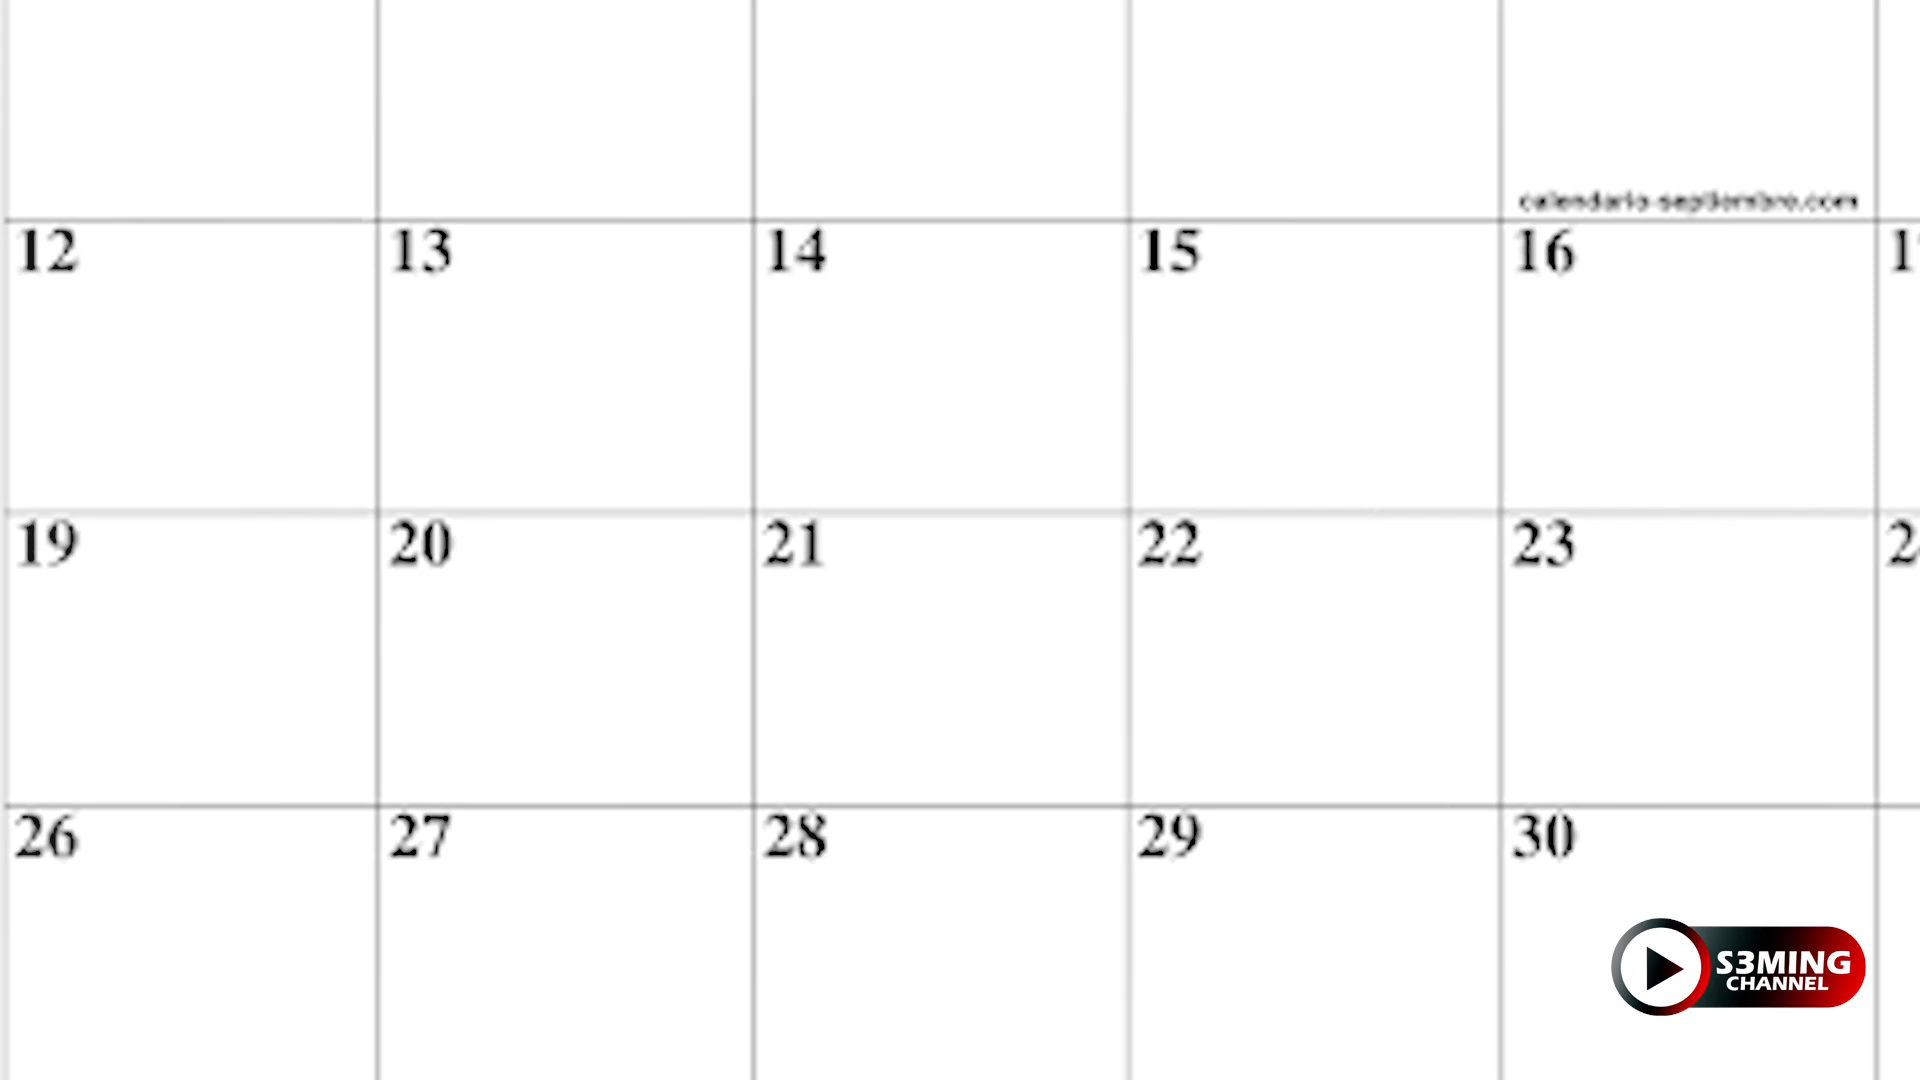 calendario-septiembre.com
12 13 14 15 16
19 20 21 22 23
26 27 28 29 30
S3MING
CHANNEL